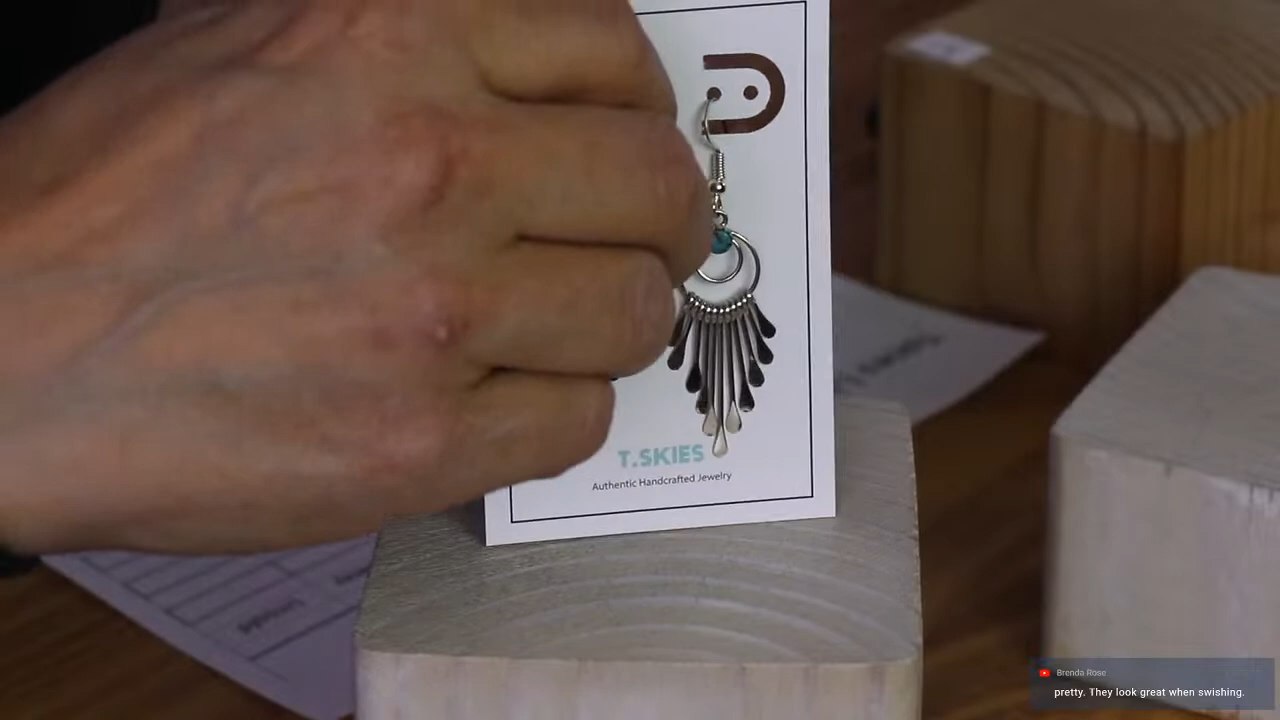 T.SKIES
Authentic Handcrafted Jewelry
Brenda Rose
pretty. They look great when swishing.